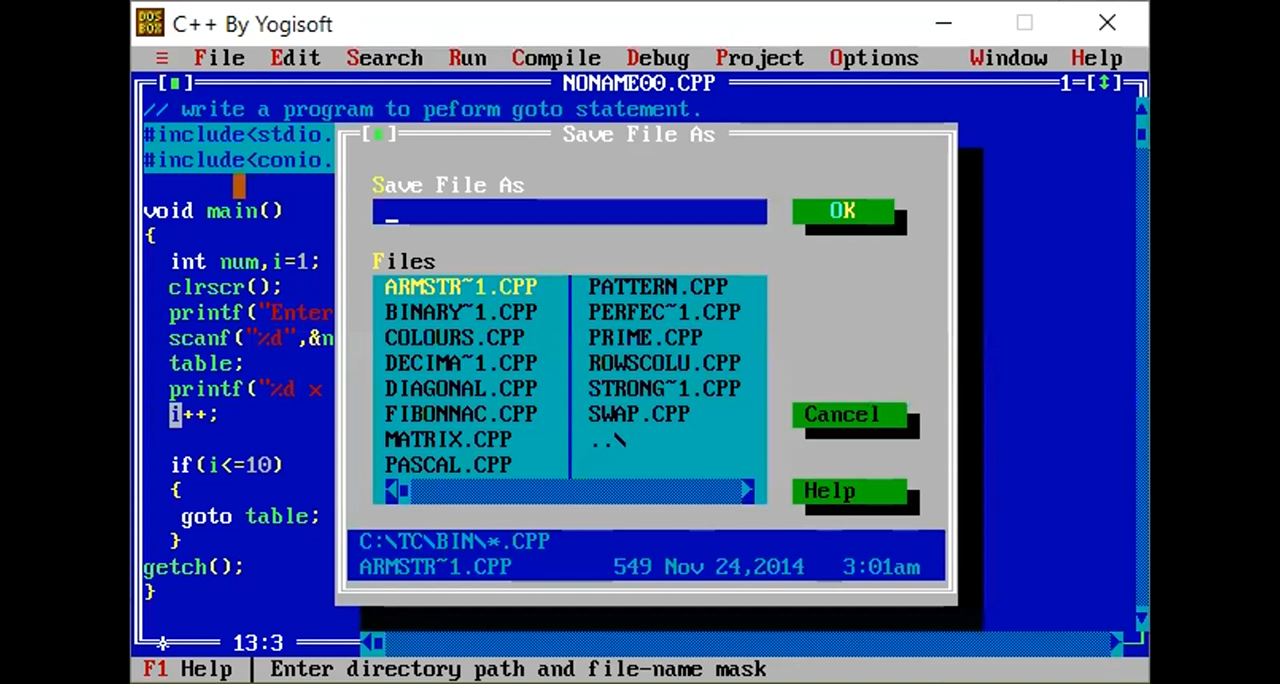 DOS BOX C++ By Yogisoft
≡ File Edit Search Run Compile Debug Project Options Window Help
NONAME00.CPP 1=[↕]
// write a program to peform goto statement.
#include<stdio.
#include<conio.
void main()
{
int num,i=1;
clrscr();
printf("Enter
scanf("%d",&n
table;
printf("%d x
i++;
if(i<=10)
{
goto table;
}
getch();
}
13:3
Save File As
Save File As
OK
Files
ARMSTR~1.CPP PATTERN.CPP
BINARY~1.CPP PERFEC~1.CPP
COLOURS.CPP PRIME.CPP
DECIMA~1.CPP ROWSCOLU.CPP
DIAGONAL.CPP STRONG~1.CPP
FIBONNAC.CPP SWAP.CPP
MATRIX.CPP ..\
PASCAL.CPP
Cancel
Help
C:\TC\BIN\*.CPP
ARMSTR~1.CPP 549 Nov 24,2014 3:01am
F1 Help | Enter directory path and file-name mask